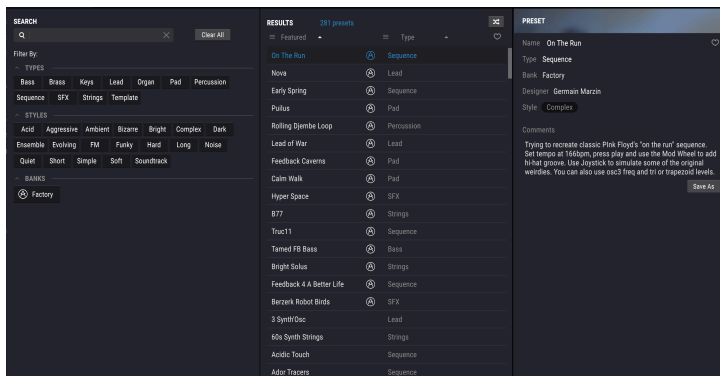 SEARCH
Clear All
Filter By:
TYPES
Bass Brass Keys Lead Organ Pad Percussion
Sequence SFX Strings Template
STYLES
Acid Aggressive Ambient Bizarre Bright Complex Dark
Ensemble Evolving FM Funky Hard Long Noise
Quiet Short Simple Soft Soundtrack
BANKS
Factory
RESULTS 281 presets
Featured Type
On The Run Sequence
Nova Lead
Early Spring Sequence
Puilus Pad
Rolling Djembe Loop Percussion
Lead of War Lead
Feedback Caverns Pad
Calm Walk Pad
Hyper Space SFX
B77 Strings
Truc11 Sequence
Tamed FB Bass Bass
Bright Solus Strings
Feedback 4 A Better Life Sequence
Berzerk Robot Birds SFX
3 Synth'Osc Lead
60s Synth Strings Strings
Acidic Touch Sequence
Ador Tracers Sequence
PRESET
Name On The Run
Type Sequence
Bank Factory
Designer Germain Marzin
Style Complex
Comments
Trying to recreate classic PInk Floyd's "on the run" sequence.
Set tempo at 166bpm, press play and use the Mod Wheel to add
hi-hat groove. Use Joystick to simulate some of the original
weirdies. You can also use osc3 freq and tri or trapezoid levels.
Save As